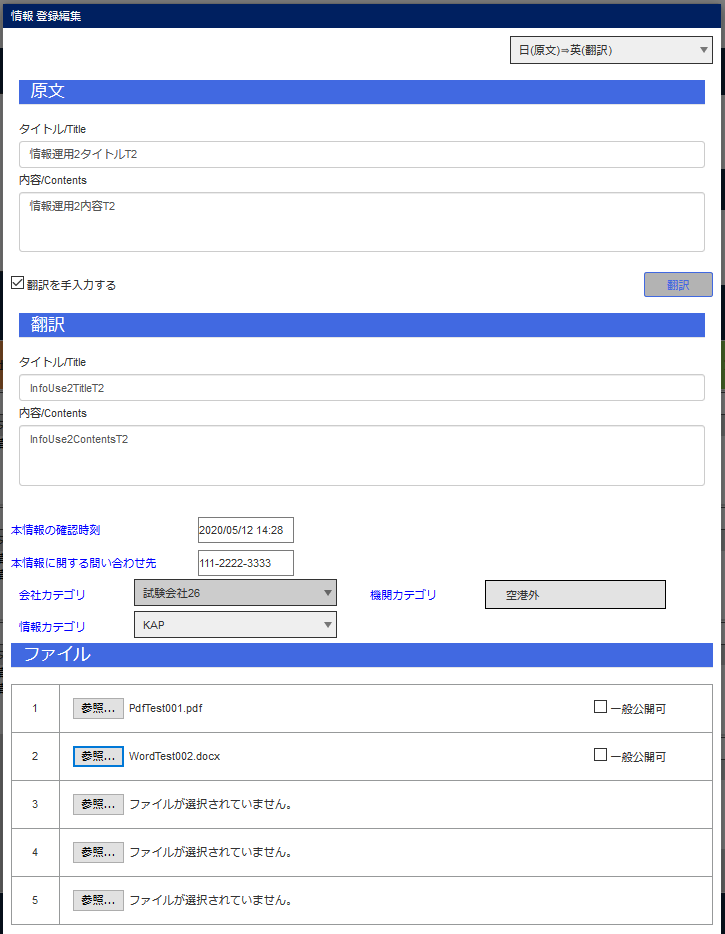 情報 登録編集
日(原文)⇒英(翻訳)
原文
タイトル/Title
情報運用2タイトルT2
内容/Contents
情報運用2内容T2
翻訳を手入力する
翻訳
翻訳
タイトル/Title
InfoUse2TitleT2
内容/Contents
InfoUse2ContentsT2
本情報の確認時刻 2020/05/12 14:28
本情報に関する問い合わせ先 111-2222-3333
会社カテゴリ 試験会社26 機関カテゴリ 空港外
情報カテゴリ KAP
ファイル
1 参照... PdfTest001.pdf 一般公開可
2 参照... WordTest002.docx 一般公開可
3 参照... ファイルが選択されていません。
4 参照... ファイルが選択されていません。
5 参照... ファイルが選択されていません。